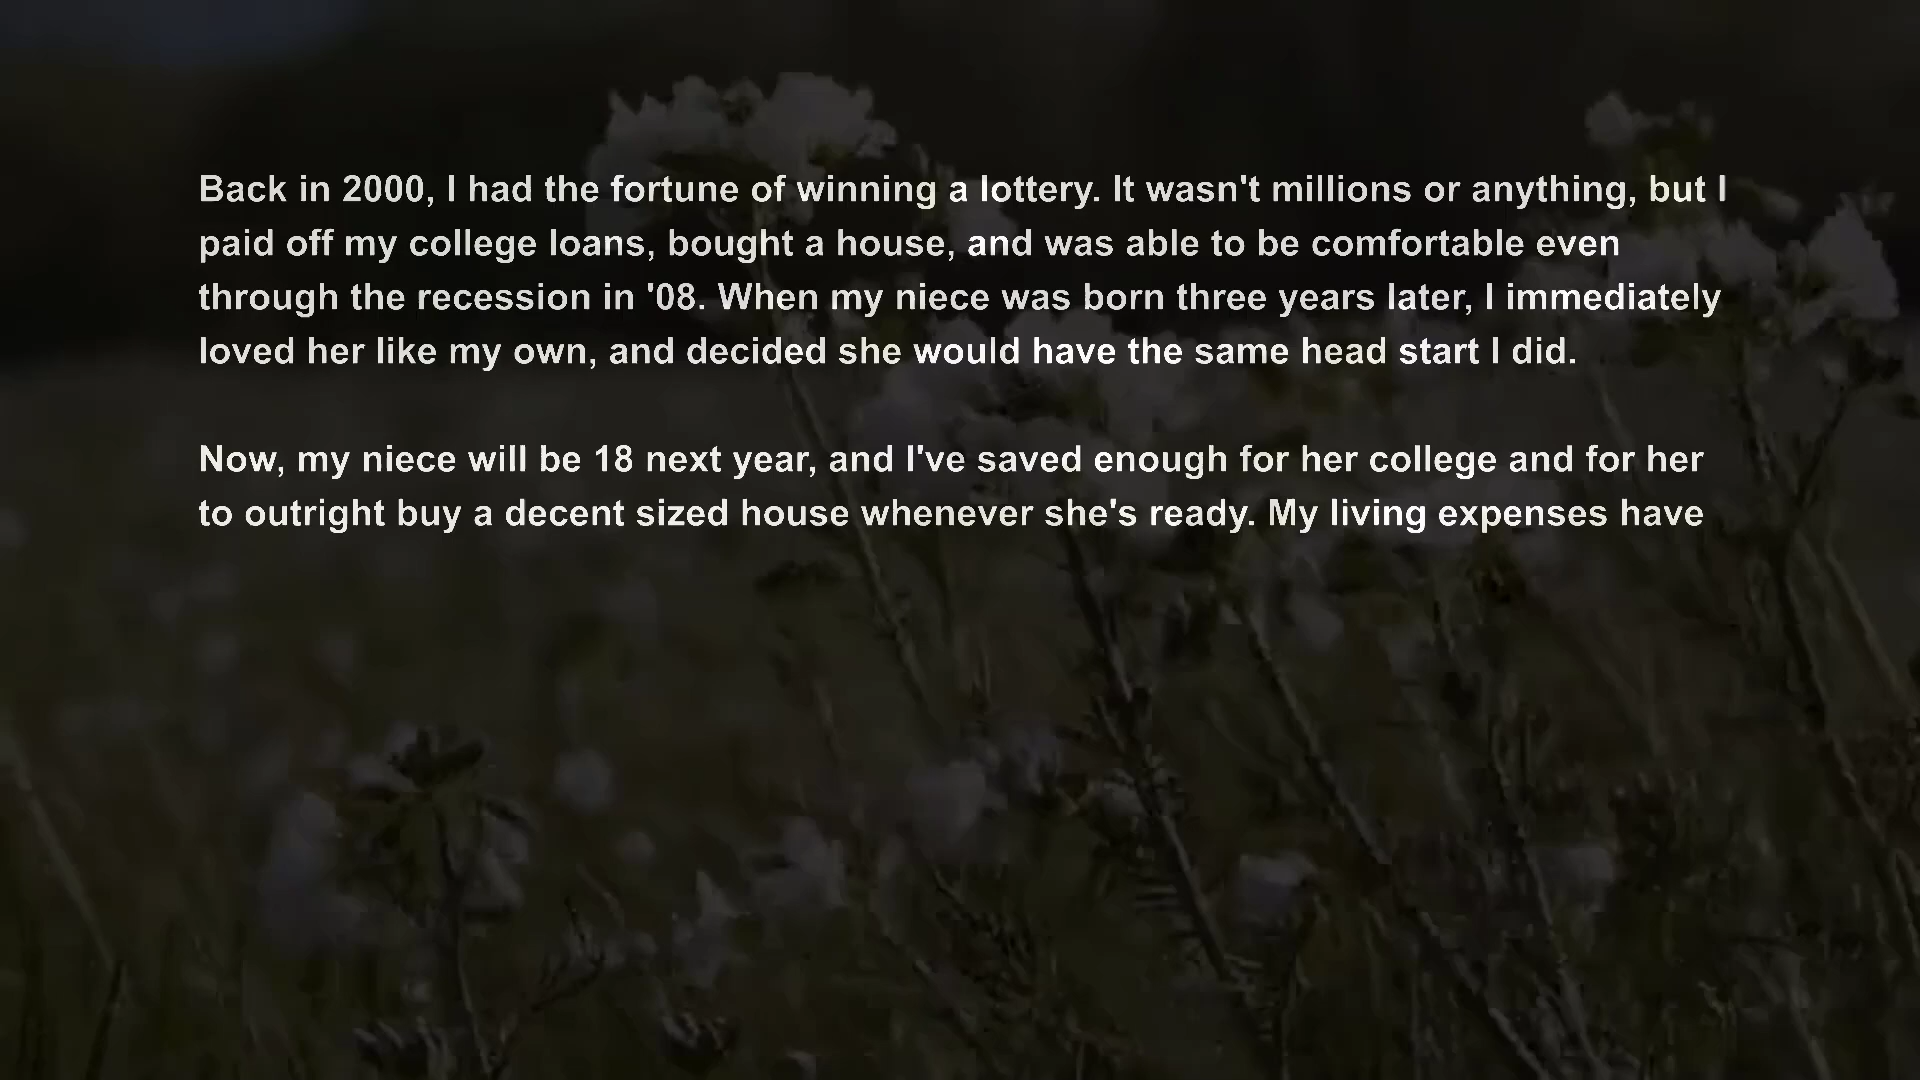 Back in 2000, I had the fortune of winning a lottery. It wasn't millions or anything, but I
paid off my college loans, bought a house, and was able to be comfortable even
through the recession in '08. When my niece was born three years later, I immediately
loved her like my own, and decided she would have the same head start I did.
Now, my niece will be 18 next year, and I've saved enough for her college and for her
to outright buy a decent sized house whenever she's ready. My living expenses have